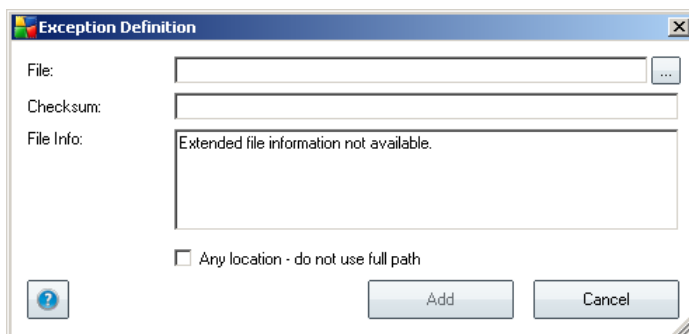 Exception Definition
File:
...
Checksum:
File Info:
Extended file information not available.
Any location - do not use full path
?
Add
Cancel